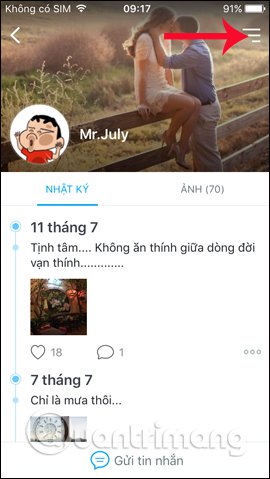 Không có SIM 09:17 91%
Mr.July
NHẬT KÝ ẢNH (70)
11 tháng 7
Tịnh tâm.... Không ăn thính giữa dòng đời
vạn thính.............
18 1
7 tháng 7
Chỉ là mưa thôi...
Quantrimang
Gửi tin nhắn